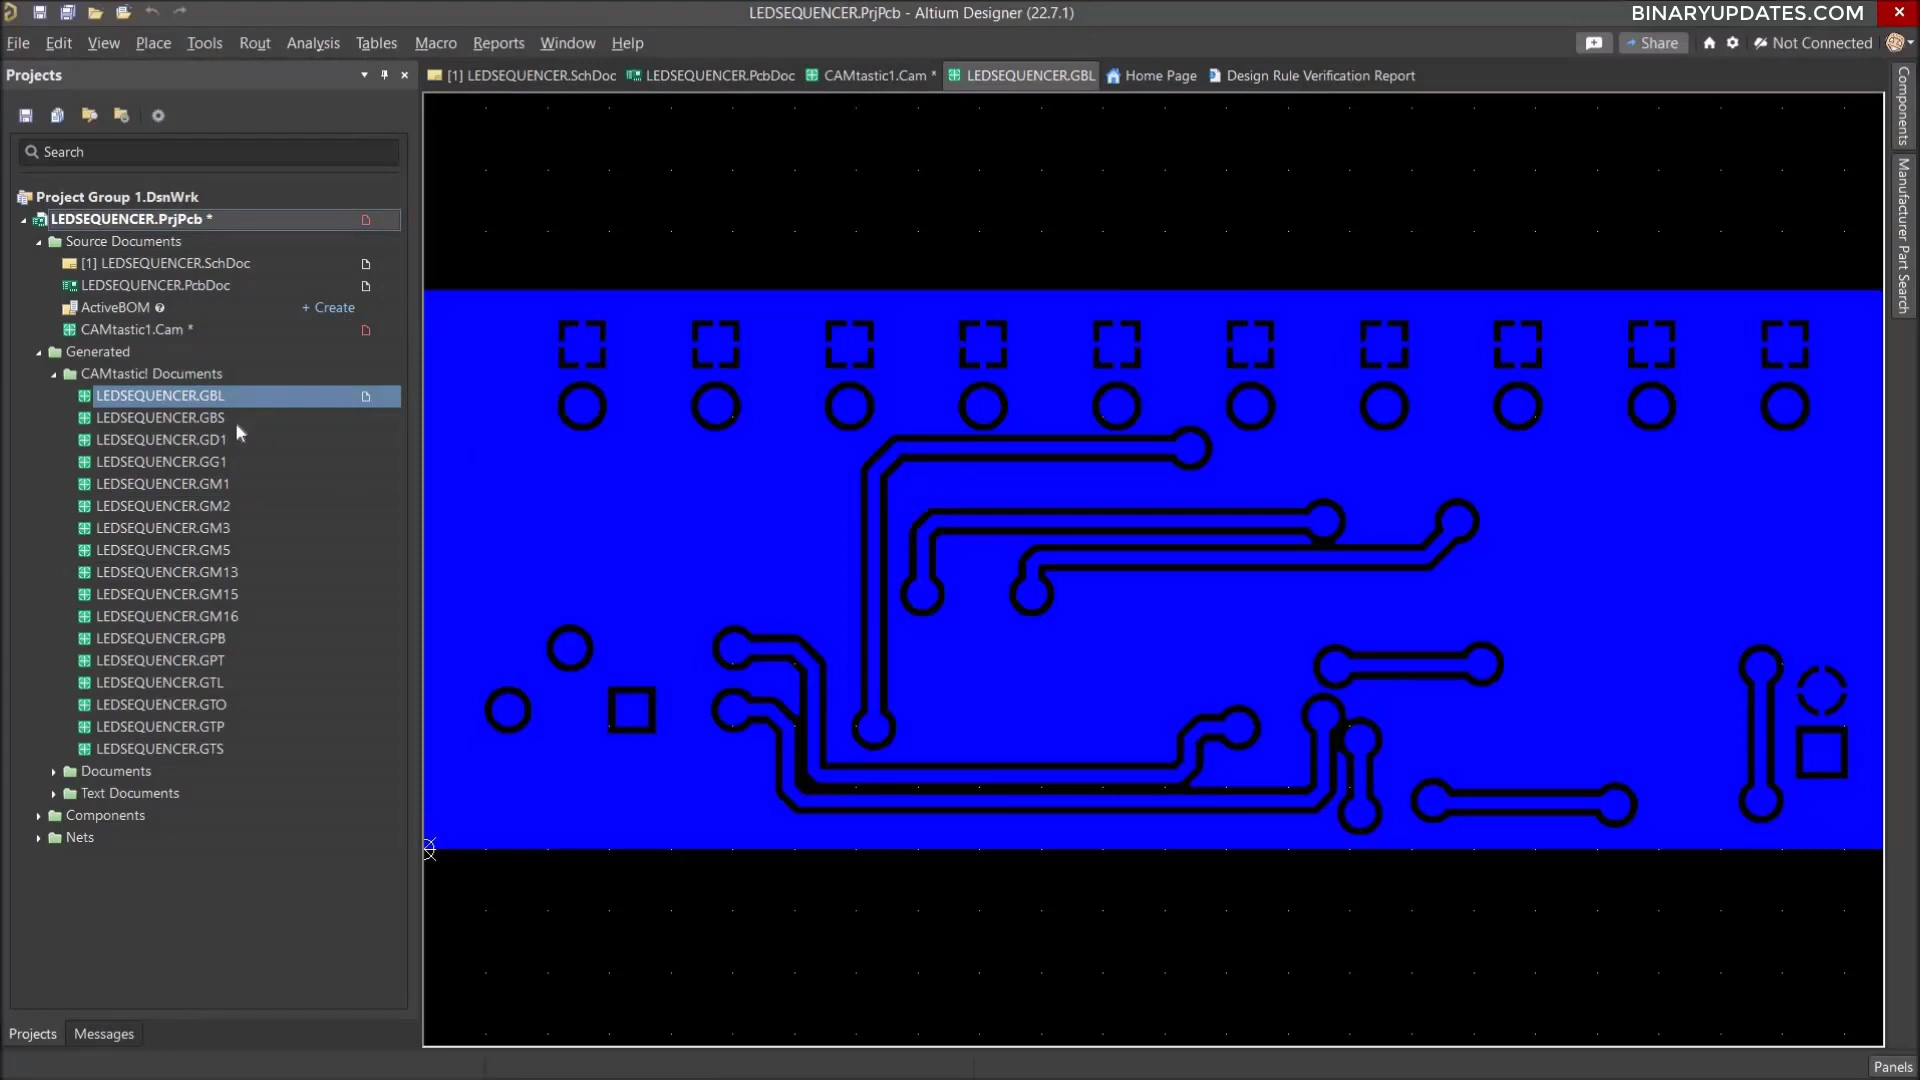 LEDSEQUENCER.PrjPcb - Altium Designer (22.7.1)
BINARYUPDATES.COM
File Edit View Place Tools Rout Analysis Tables Macro Reports Window Help
Share
Not Connected
Projects
[1] LEDSEQUENCER.SchDoc
LEDSEQUENCER.PcbDoc
CAMtastic1.Cam *
LEDSEQUENCER.GBL
Home Page
Design Rule Verification Report
Search
Project Group 1.DsnWrk
LEDSEQUENCER.PrjPcb *
Source Documents
[1] LEDSEQUENCER.SchDoc
LEDSEQUENCER.PcbDoc
ActiveBOM + Create
CAMtastic1.Cam *
Generated
CAMtastic! Documents
LEDSEQUENCER.GBL
LEDSEQUENCER.GBS
LEDSEQUENCER.GD1
LEDSEQUENCER.GG1
LEDSEQUENCER.GM1
LEDSEQUENCER.GM2
LEDSEQUENCER.GM3
LEDSEQUENCER.GM5
LEDSEQUENCER.GM13
LEDSEQUENCER.GM15
LEDSEQUENCER.GM16
LEDSEQUENCER.GPB
LEDSEQUENCER.GPT
LEDSEQUENCER.GTL
LEDSEQUENCER.GTO
LEDSEQUENCER.GTP
LEDSEQUENCER.GTS
Documents
Text Documents
Components
Nets
Components
Manufacturer Part Search
Projects
Messages
Panels